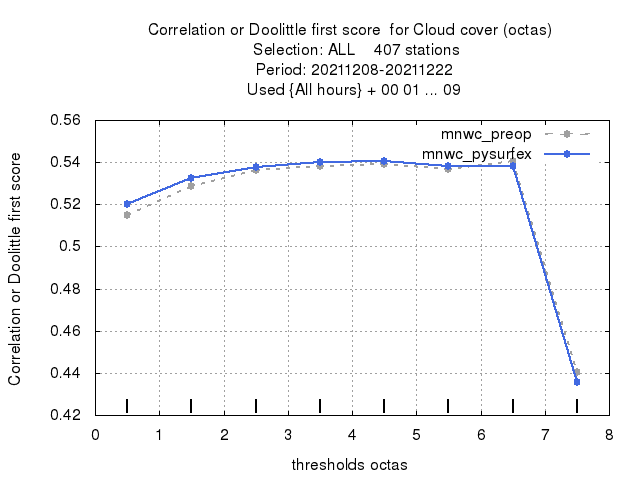 Correlation or Doolittle first score  for Cloud cover (octas)
Selection: ALL    407 stations
Period: 20211208-20211222
Used {All hours} + 00 01 ... 09
mnwc_preop
mnwc_pysurfex
Correlation or Doolittle first score
0.56
0.54
0.52
0.5
0.48
0.46
0.44
0.42
0 1 2 3 4 5 6 7 8
thresholds octas